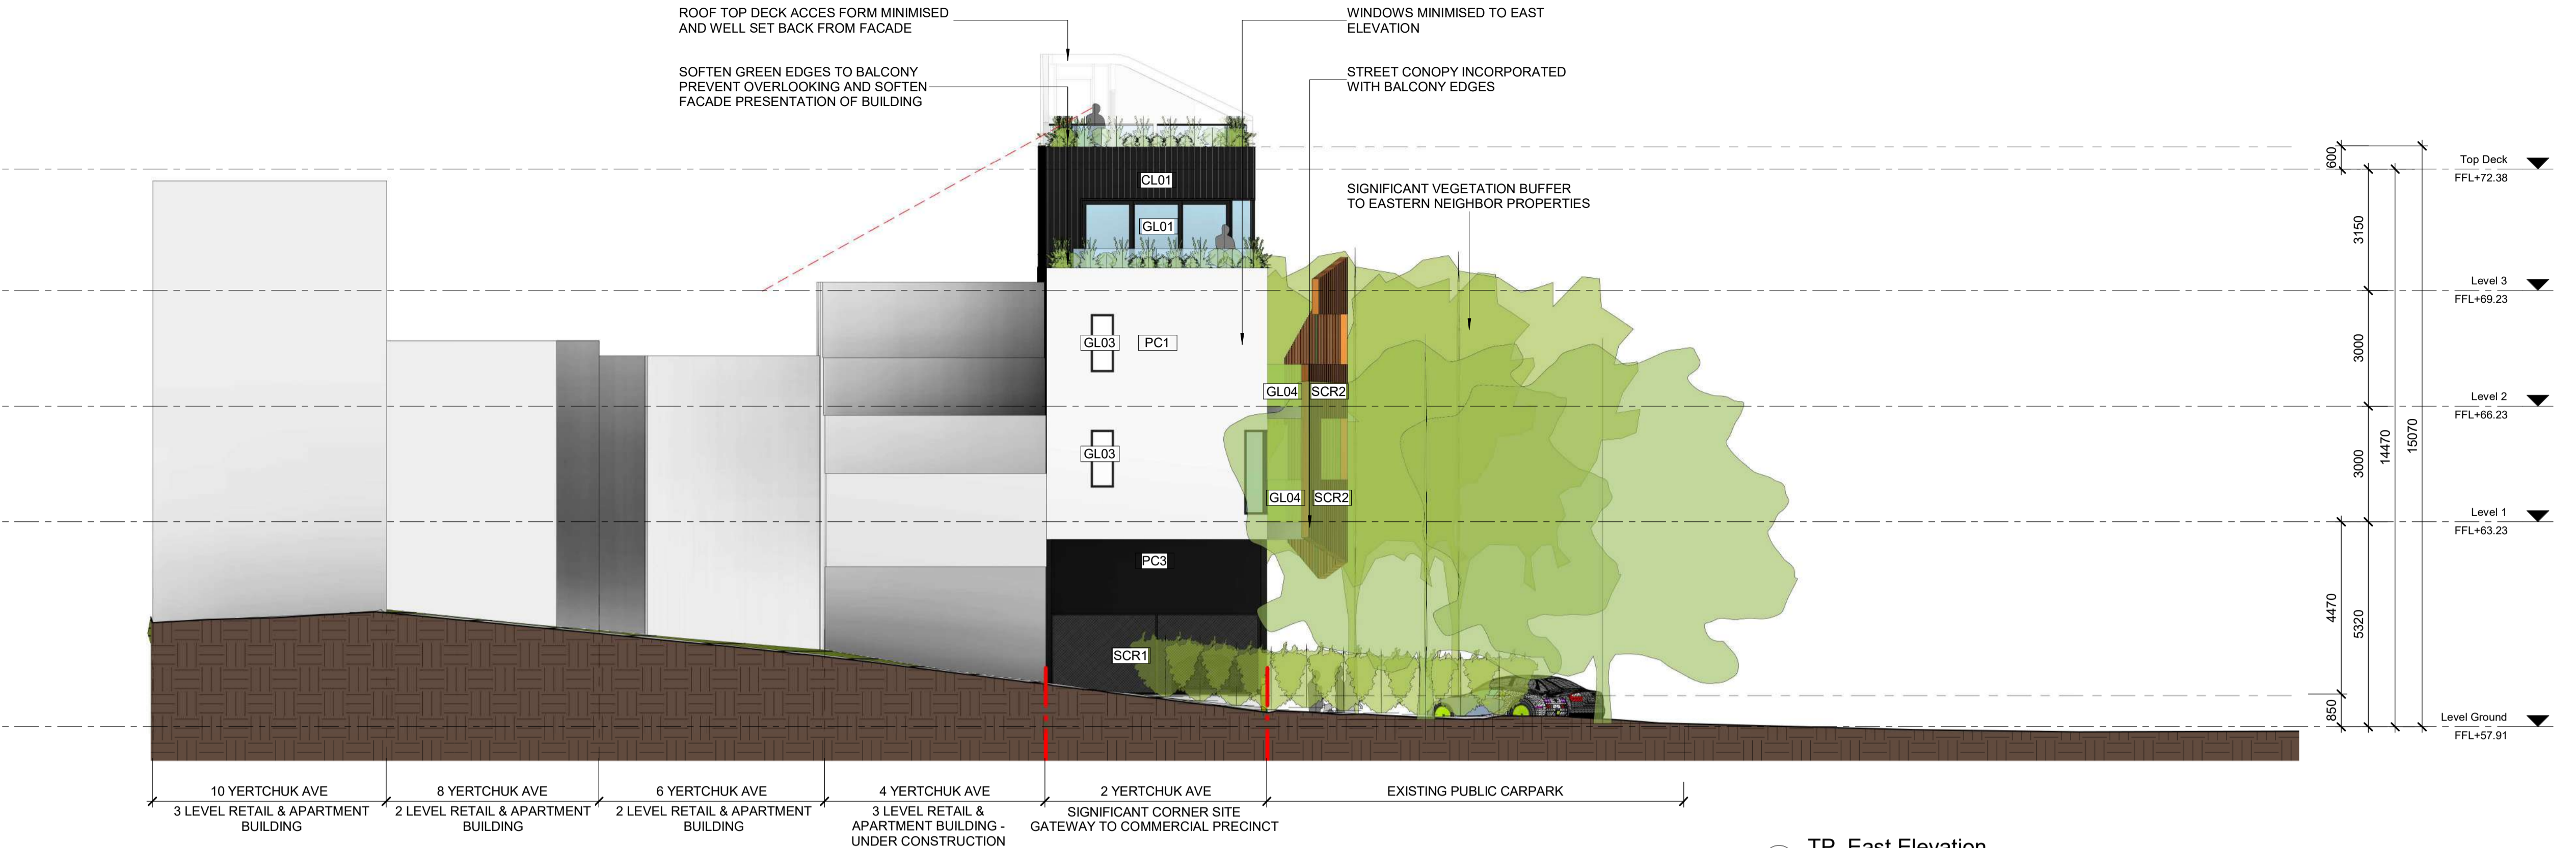 ROOF TOP DECK ACCES FORM MINIMISED
AND WELL SET BACK FROM FACADE
SOFTEN GREEN EDGES TO BALCONY
PREVENT OVERLOOKING AND SOFTEN
FACADE PRESENTATION OF BUILDING
WINDOWS MINIMISED TO EAST
ELEVATION
STREET CONOPY INCORPORATED
WITH BALCONY EDGES
SIGNIFICANT VEGETATION BUFFER
TO EASTERN NEIGHBOR PROPERTIES
CL01
GL01
GL03
PC1
GL04
SCR2
GL03
GL04
SCR2
PC3
SCR1
600
3150
3000
3000
4470
5320
850
14470
15070
Top Deck
FFL+72.38
Level 3
FFL+69.23
Level 2
FFL+66.23
Level 1
FFL+63.23
Level Ground
FFL+57.91
10 YERTCHUK AVE
3 LEVEL RETAIL & APARTMENT
BUILDING
8 YERTCHUK AVE
2 LEVEL RETAIL & APARTMENT
BUILDING
6 YERTCHUK AVE
2 LEVEL RETAIL & APARTMENT
BUILDING
4 YERTCHUK AVE
3 LEVEL RETAIL &
APARTMENT BUILDING -
UNDER CONSTRUCTION
2 YERTCHUK AVE
SIGNIFICANT CORNER SITE
GATEWAY TO COMMERCIAL PRECINCT
EXISTING PUBLIC CARPARK
TP East Elevation